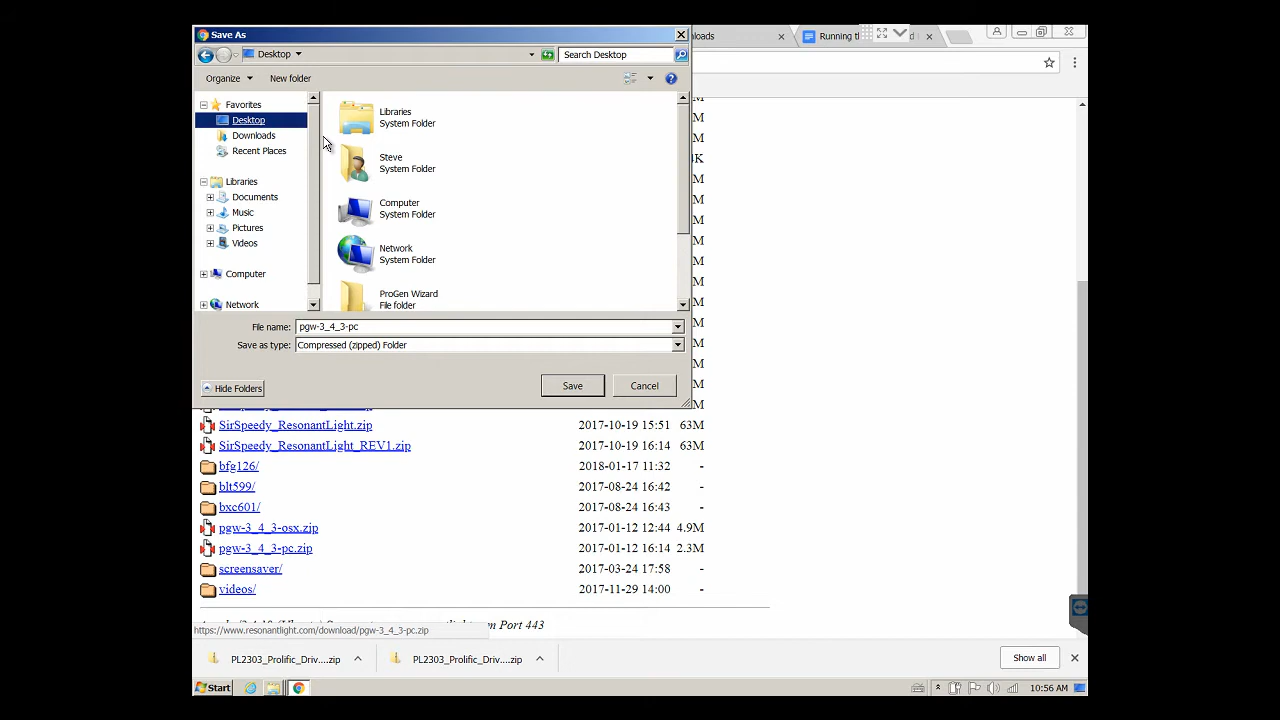 Save As
loads
Running th
d
Desktop
Search Desktop
Organize
New folder
Favorites
Desktop
Downloads
Recent Places
Libraries
Documents
Music
Pictures
Videos
Computer
Network
Libraries
System Folder
Steve
System Folder
Computer
System Folder
Network
System Folder
ProGen Wizard
File folder
File name: pgw-3_4_3-pc
Save as type: Compressed (zipped) Folder
Hide Folders
Save
Cancel
M
M
K
M
M
M
M
M
M
M
M
M
M
M
SirSpeedy_ResonantLight.zip 2017-10-19 15:51 63M
SirSpeedy_ResonantLight_REV1.zip 2017-10-19 16:14 63M
bfg126/ 2018-01-17 11:32 -
blt599/ 2017-08-24 16:42 -
bxc601/ 2017-08-24 16:43 -
pgw-3_4_3-osx.zip 2017-01-12 12:44 4.9M
pgw-3_4_3-pc.zip 2017-01-12 16:14 2.3M
screensaver/ 2017-03-24 17:58 -
videos/ 2017-11-29 14:00 -
m Port 443
https://www.resonantlight.com/download/pgw-3_4_3-pc.zip
PL2303_Prolific_Driv....zip
PL2303_Prolific_Driv....zip
Show all
Start
10:56 AM